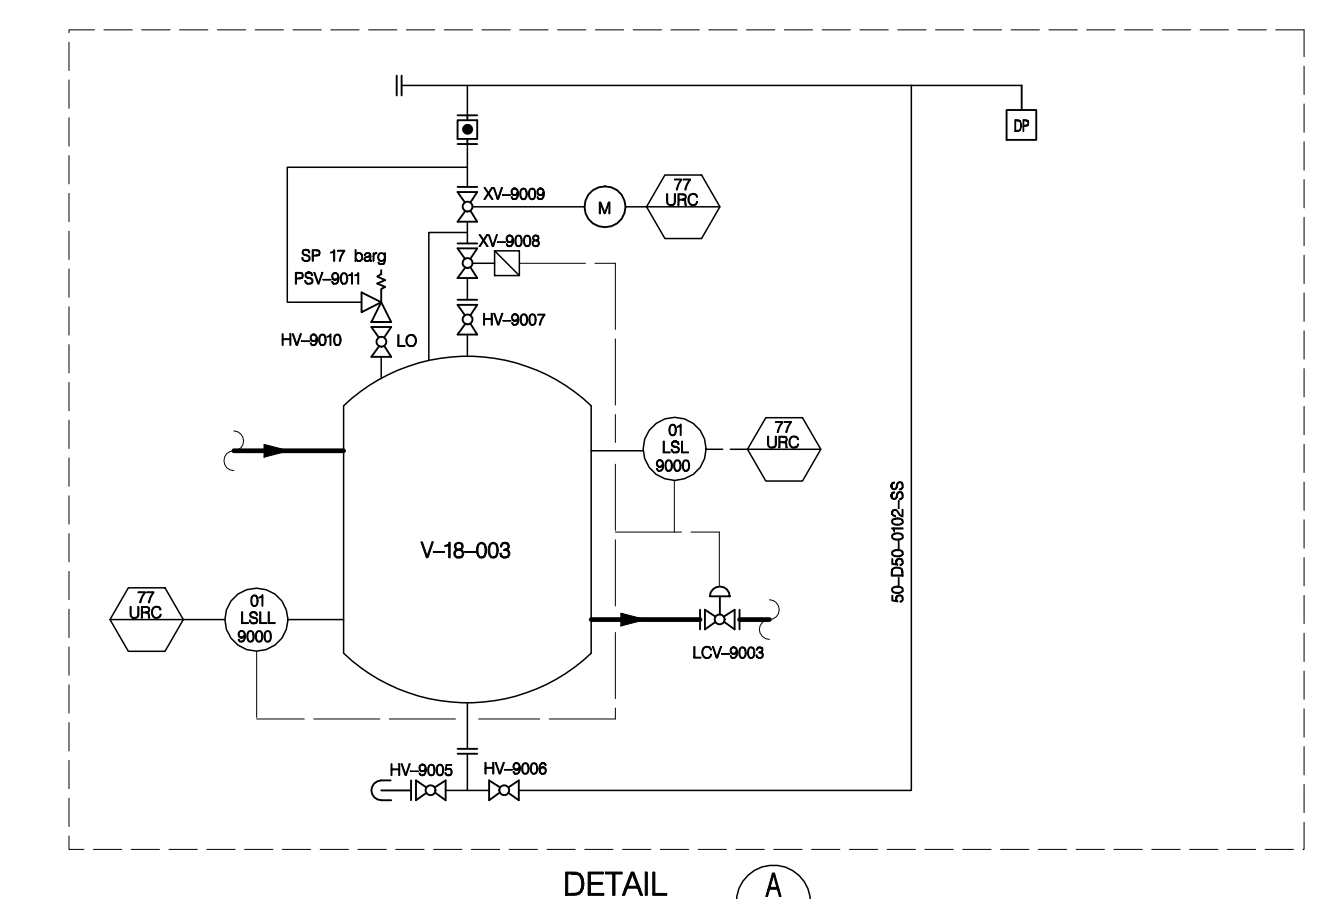 DP
XV-9009
M
77
URC
XV-9008
SP 17 barg
PSV-9011
HV-9007
HV-9010
LO
01
LSL
9000
77
URC
50-D50-0102-SS
V-18-003
77
URC
01
LSLL
9000
LCV-9003
HV-9005
HV-9006
DETAIL
A